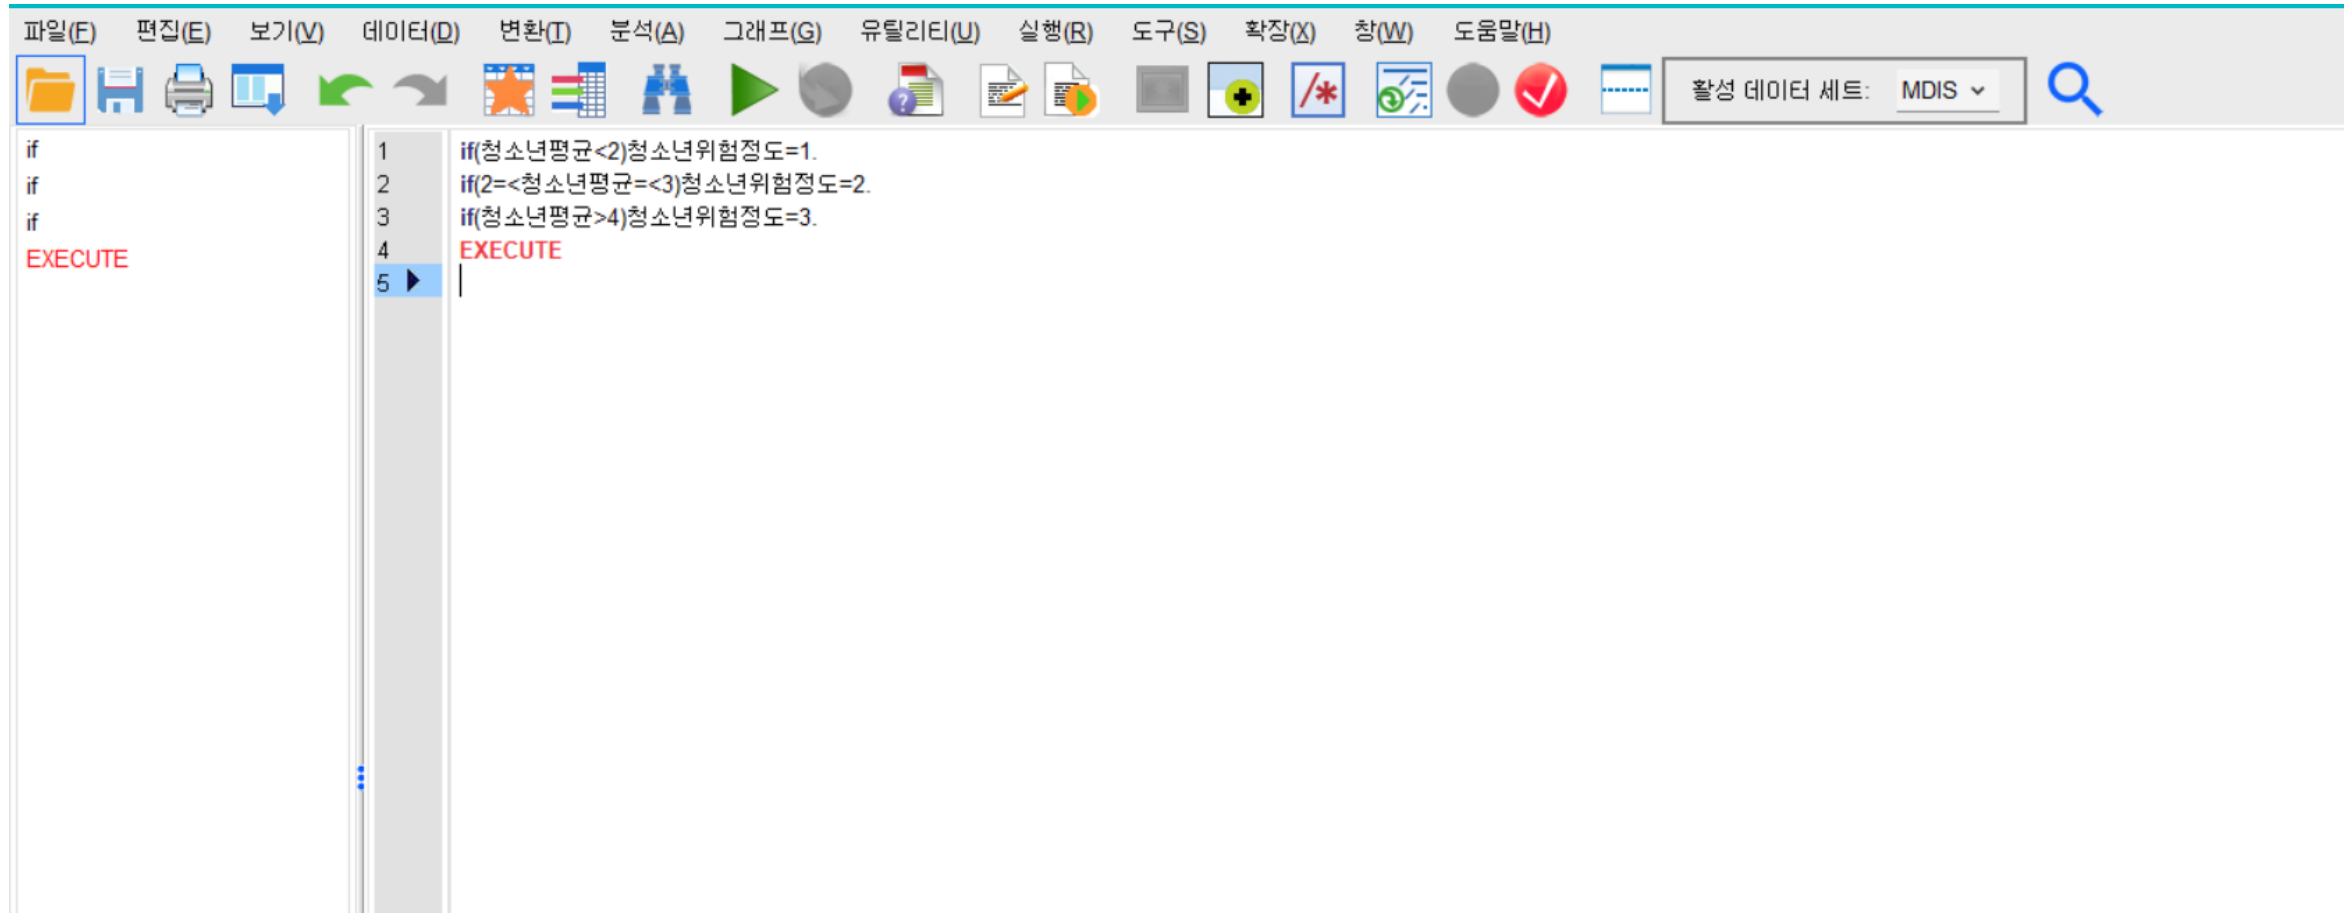 파일(F) 편집(E) 보기(V) 데이터(D) 변환(T) 분석(A) 그래프(G) 유틸리티(U) 실행(R) 도구(S) 확장(X) 창(W) 도움말(H)
/* 활성 데이터 세트: MDIS
if
if
if
EXECUTE
1 if(청소년평균<2)청소년위험정도=1.
2 if(2=<청소년평균=<3)청소년위험정도=2.
3 if(청소년평균>4)청소년위험정도=3.
4 EXECUTE
5